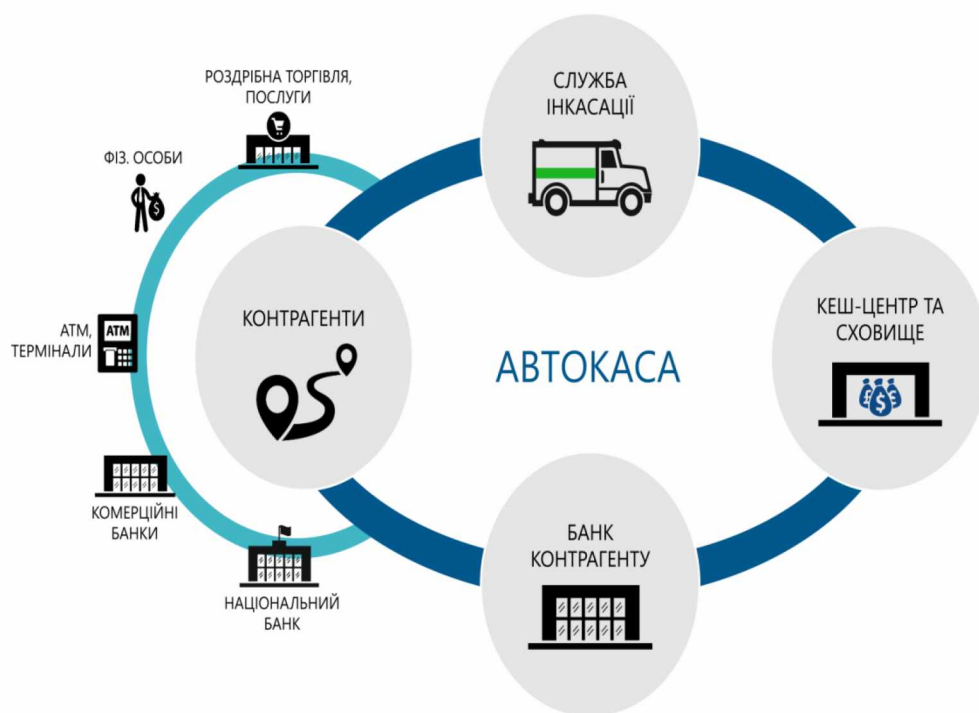 РОЗДРІБНА ТОРГІВЛЯ,
ПОСЛУГИ
ФІЗ. ОСОБИ
ATM
АТМ,
ТЕРМІНАЛИ
КОМЕРЦІЙНІ
БАНКИ
НАЦІОНАЛЬНИЙ
БАНК
КОНТРАГЕНТИ
СЛУЖБА
ІНКАСАЦІЇ
АВТОКАСА
КЕШ-ЦЕНТР ТА
СХОВИЩЕ
БАНК
КОНТРАГЕНТУ